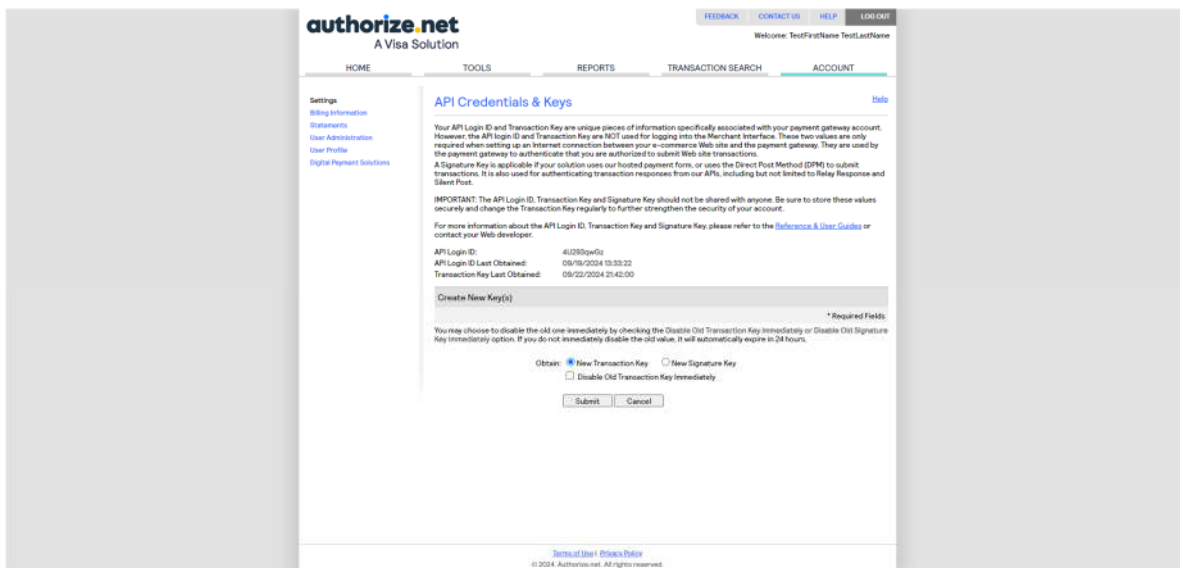 authorize.net
A Visa Solution
FEEDBACK CONTACT US HELP LOG OUT
Welcome: TestFirstName TestLastName
HOME TOOLS REPORTS TRANSACTION SEARCH ACCOUNT
Settings
Billing Information
Statements
User Administration
User Profile
Digital Payment Solutions
API Credentials & Keys
Help
Your API Login ID and Transaction Key are unique pieces of information specifically associated with your payment gateway account.
However, the API login ID and Transaction Key are NOT used for logging into the Merchant Interface. These two values are only
required when setting up an Internet connection between your e-commerce Web site and the payment gateway. They are used by
the payment gateway to authenticate that you are authorized to submit Web site transactions.
A Signature Key is applicable if your solution uses our hosted payment form, or uses the Direct Post Method (DPM) to submit
transactions. It is also used for authenticating transaction responses from our APIs, including but not limited to Relay Response and
Silent Post.
IMPORTANT: The API Login ID, Transaction Key and Signature Key should not be shared with anyone. Be sure to store these values
securely and change the Transaction Key regularly to further strengthen the security of your account.
For more information about the API Login ID, Transaction Key and Signature Key, please refer to the Reference & User Guides or
contact your Web developer.
API Login ID: 4U293qwGz
API Login ID Last Obtained: 09/19/2024 13:33:22
Transaction Key Last Obtained: 09/22/2024 21:42:00
Create New Key(s)
* Required Fields
You may choose to disable the old one immediately by checking the Disable Old Transaction Key Immediately or Disable Old Signature
Key Immediately option. If you do not immediately disable the old value, it will automatically expire in 24 hours.
Obtain: New Transaction Key New Signature Key
Disable Old Transaction Key Immediately
Submit Cancel
Terms of Use | Privacy Policy
© 2024. Authorize.net. All rights reserved.